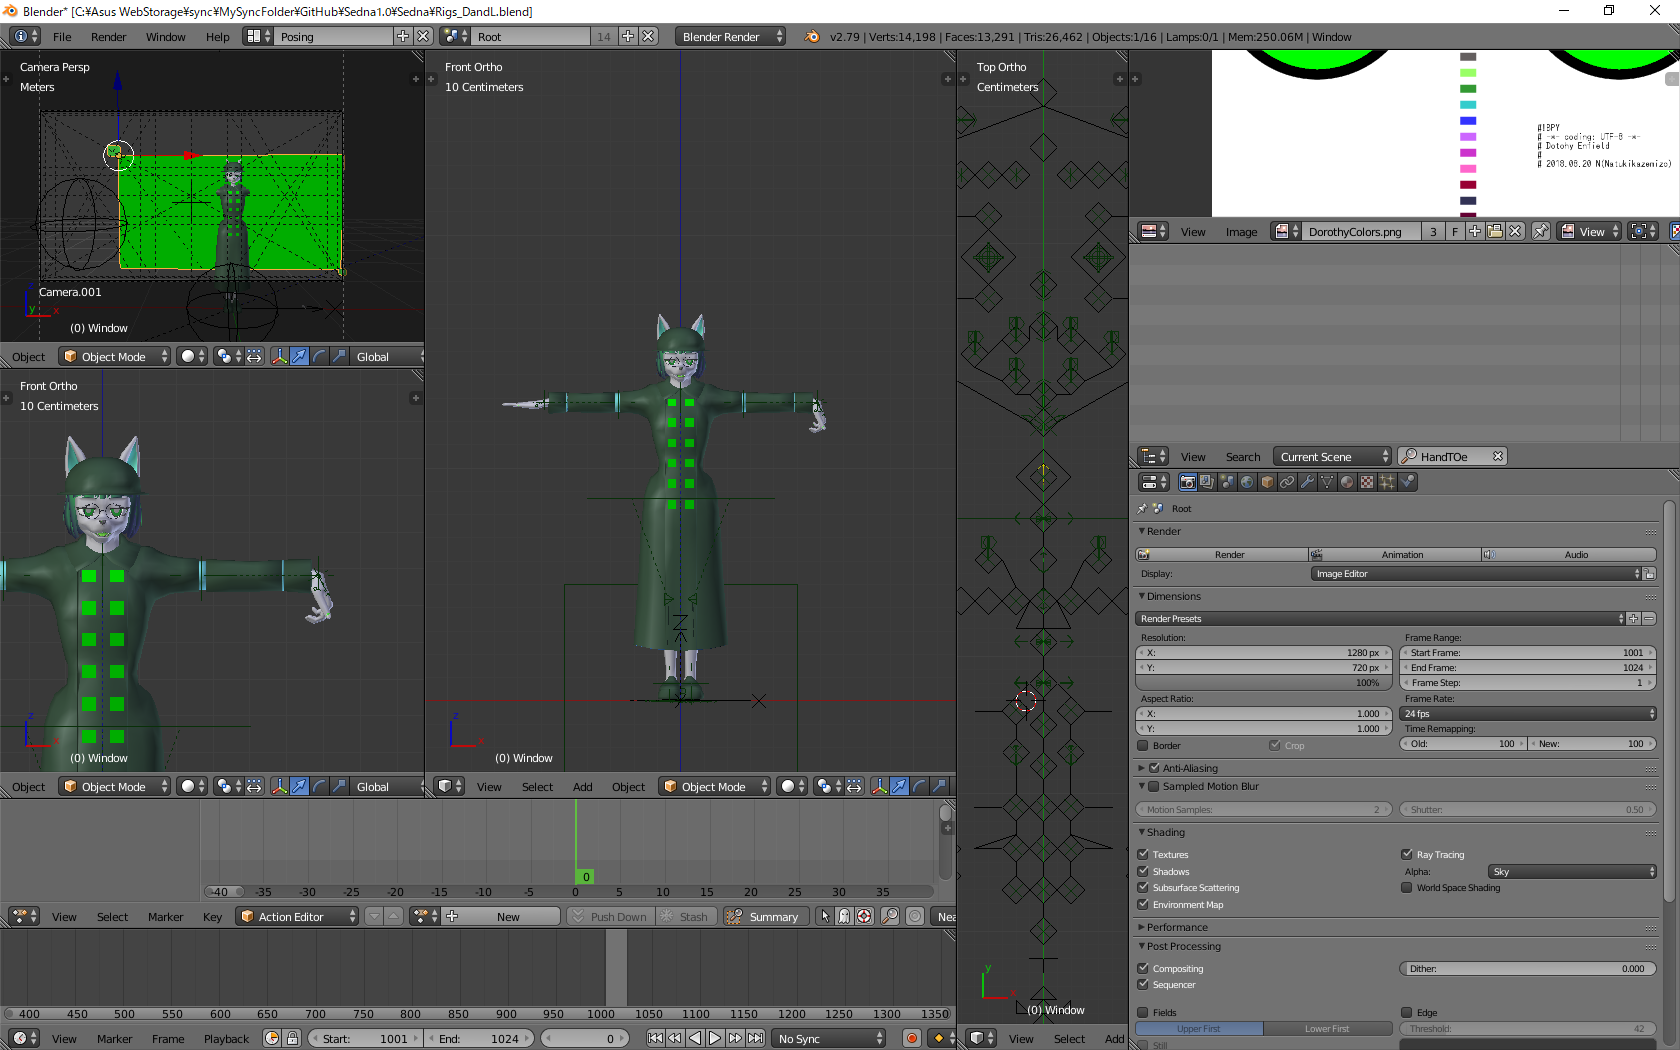 Blender* [C:¥Asus WebStorage¥sync¥MySyncFolder¥GitHub¥Sedna1.0¥Sedna¥Rigs_DandL.blend]
File Render Window Help Posing Root 14 Blender Render v2.79 | Verts:14,198 | Faces:13,291 | Tris:26,462 | Objects:1/16 | Lamps:0/1 | Mem:250.06M | Window
Camera Persp
Meters
Camera.001
(0) Window
Object Object Mode Global
Front Ortho
10 Centimeters
(0) Window
Object Object Mode Global
Front Ortho
10 Centimeters
(0) Window
View Select Add Object Object Mode
Top Ortho
Centimeters
(0) Window
View Select Add
#!BPY
# -*- coding: UTF-8 -*-
# Dotohy Enfield
#
# 2018.08.20 N(Natukikazemizo)
View Image DorothyColors.png 3 F View
View Search Current Scene HandTOe
Root
Render
Render Animation Audio
Display: Image Editor
Dimensions
Render Presets
Resolution: Frame Range:
X: 1280 px Start Frame: 1001
Y: 720 px End Frame: 1024
100% Frame Step: 1
Aspect Ratio: Frame Rate:
X: 1.000 24 fps
Y: 1.000 Time Remapping:
Border Crop Old: 100 New: 100
Anti-Aliasing
Sampled Motion Blur
Motion Samples: 2 Shutter: 0.50
Shading
Textures Ray Tracing
Shadows Alpha: Sky
Subsurface Scattering World Space Shading
Environment Map
Performance
Post Processing
Compositing Dither: 0.000
Sequencer
Fields Edge
Upper First Lower First Threshold: 42
Still
-40 -35 -30 -25 -20 -15 -10 -5 0 5 10 15 20 25 30 35
0
View Select Marker Key Action Editor New Push Down Stash Summary Nea
400 450 500 550 600 650 700 750 800 850 900 950 1000 1050 1100 1150 1200 1250 1300 1350
View Marker Frame Playback Start: 1001 End: 1024 0 No Sync